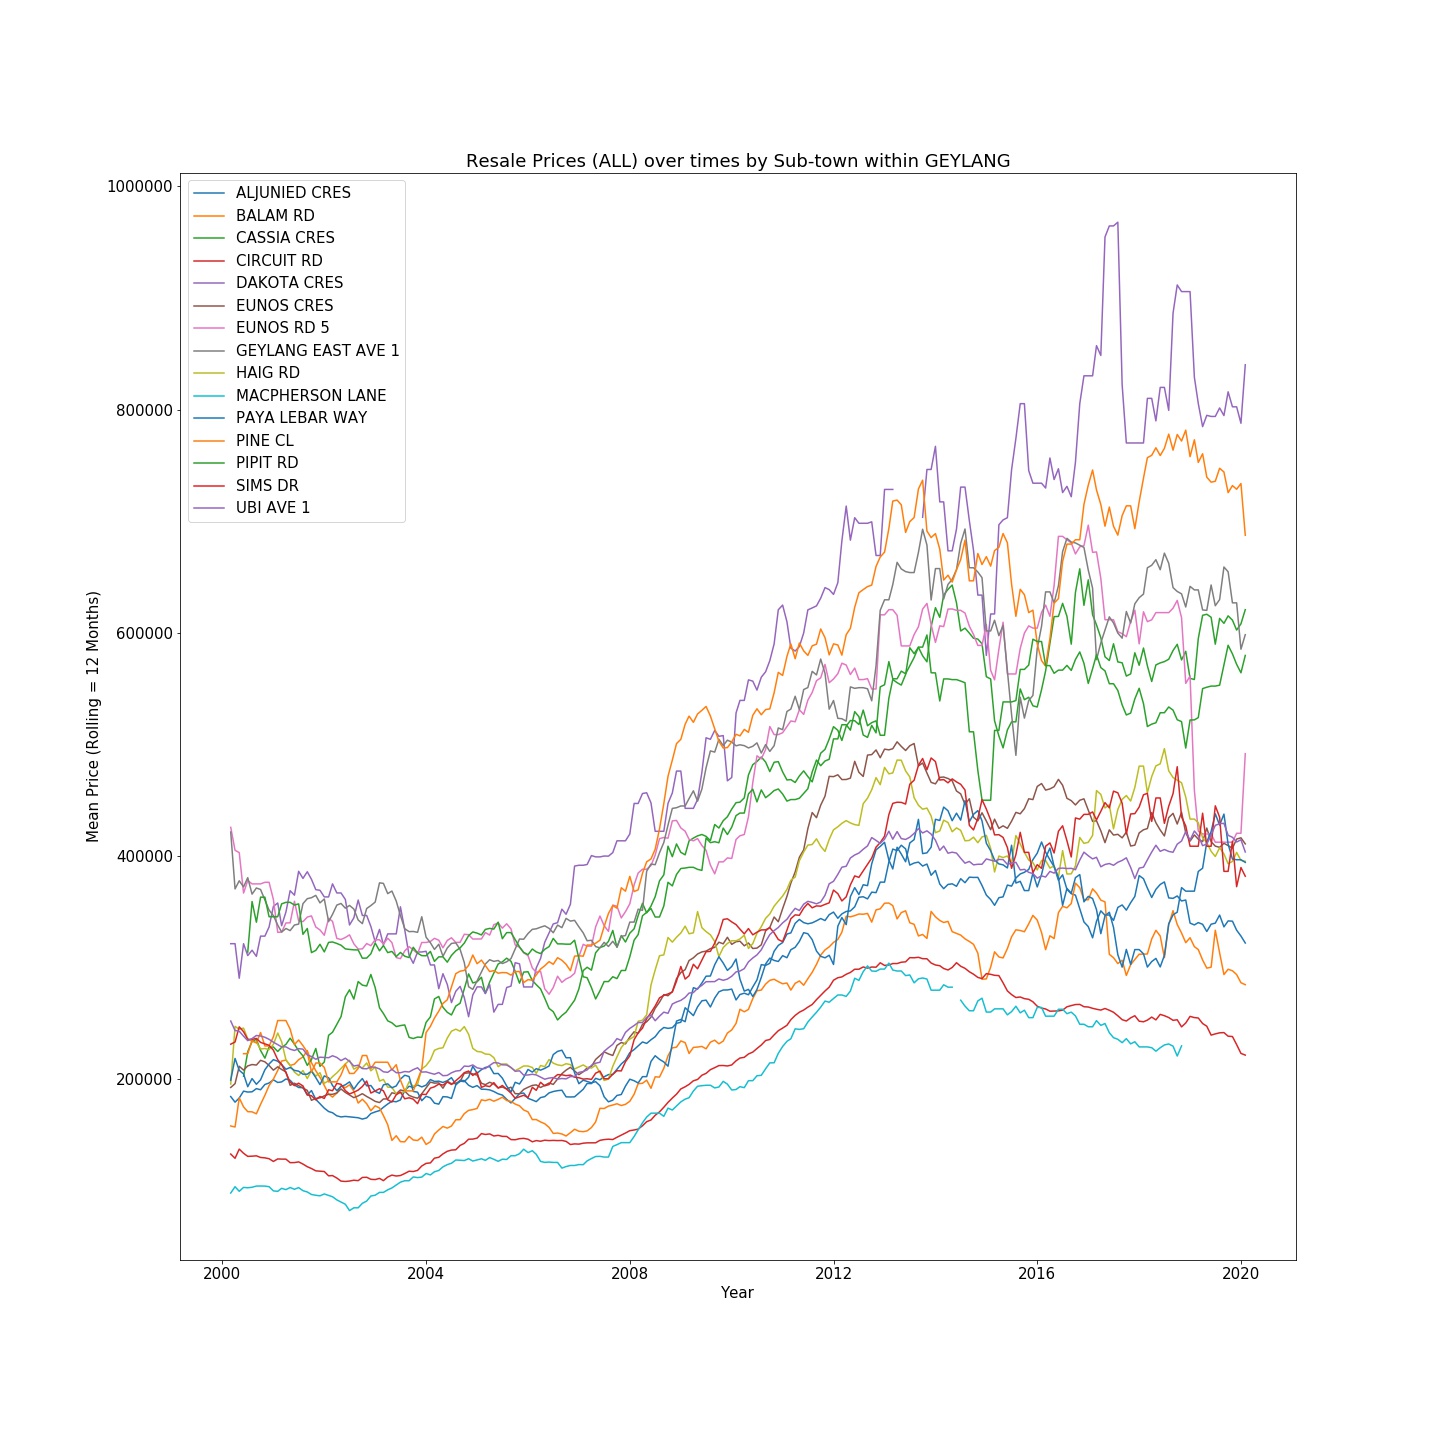 Resale Prices (ALL) over times by Sub-town within GEYLANG
1000000
800000
600000
400000
200000
Mean Price (Rolling = 12 Months)
ALJUNIED CRES
BALAM RD
CASSIA CRES
CIRCUIT RD
DAKOTA CRES
EUNOS CRES
EUNOS RD 5
GEYLANG EAST AVE 1
HAIG RD
MACPHERSON LANE
PAYA LEBAR WAY
PINE CL
PIPIT RD
SIMS DR
UBI AVE 1
2000 2004 2008 2012 2016 2020
Year